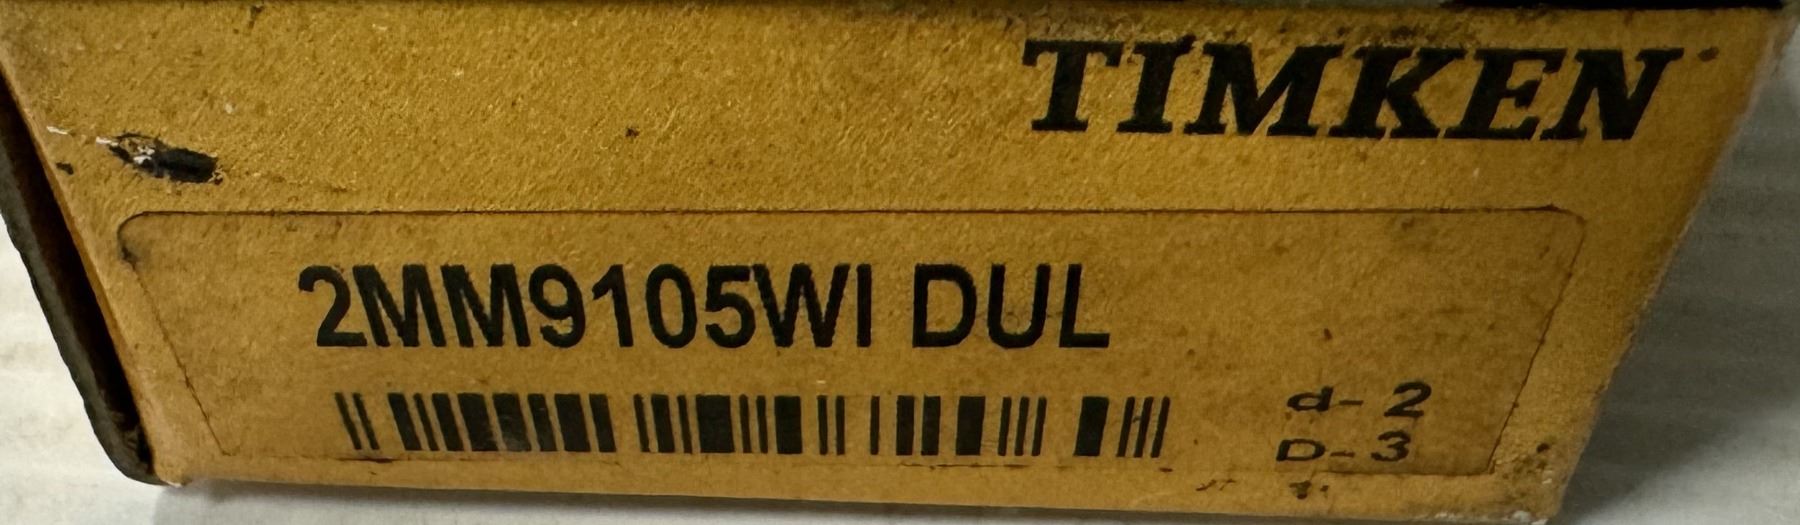 TIMKEN
2MM9105WI DUL
d- 2
D- 3